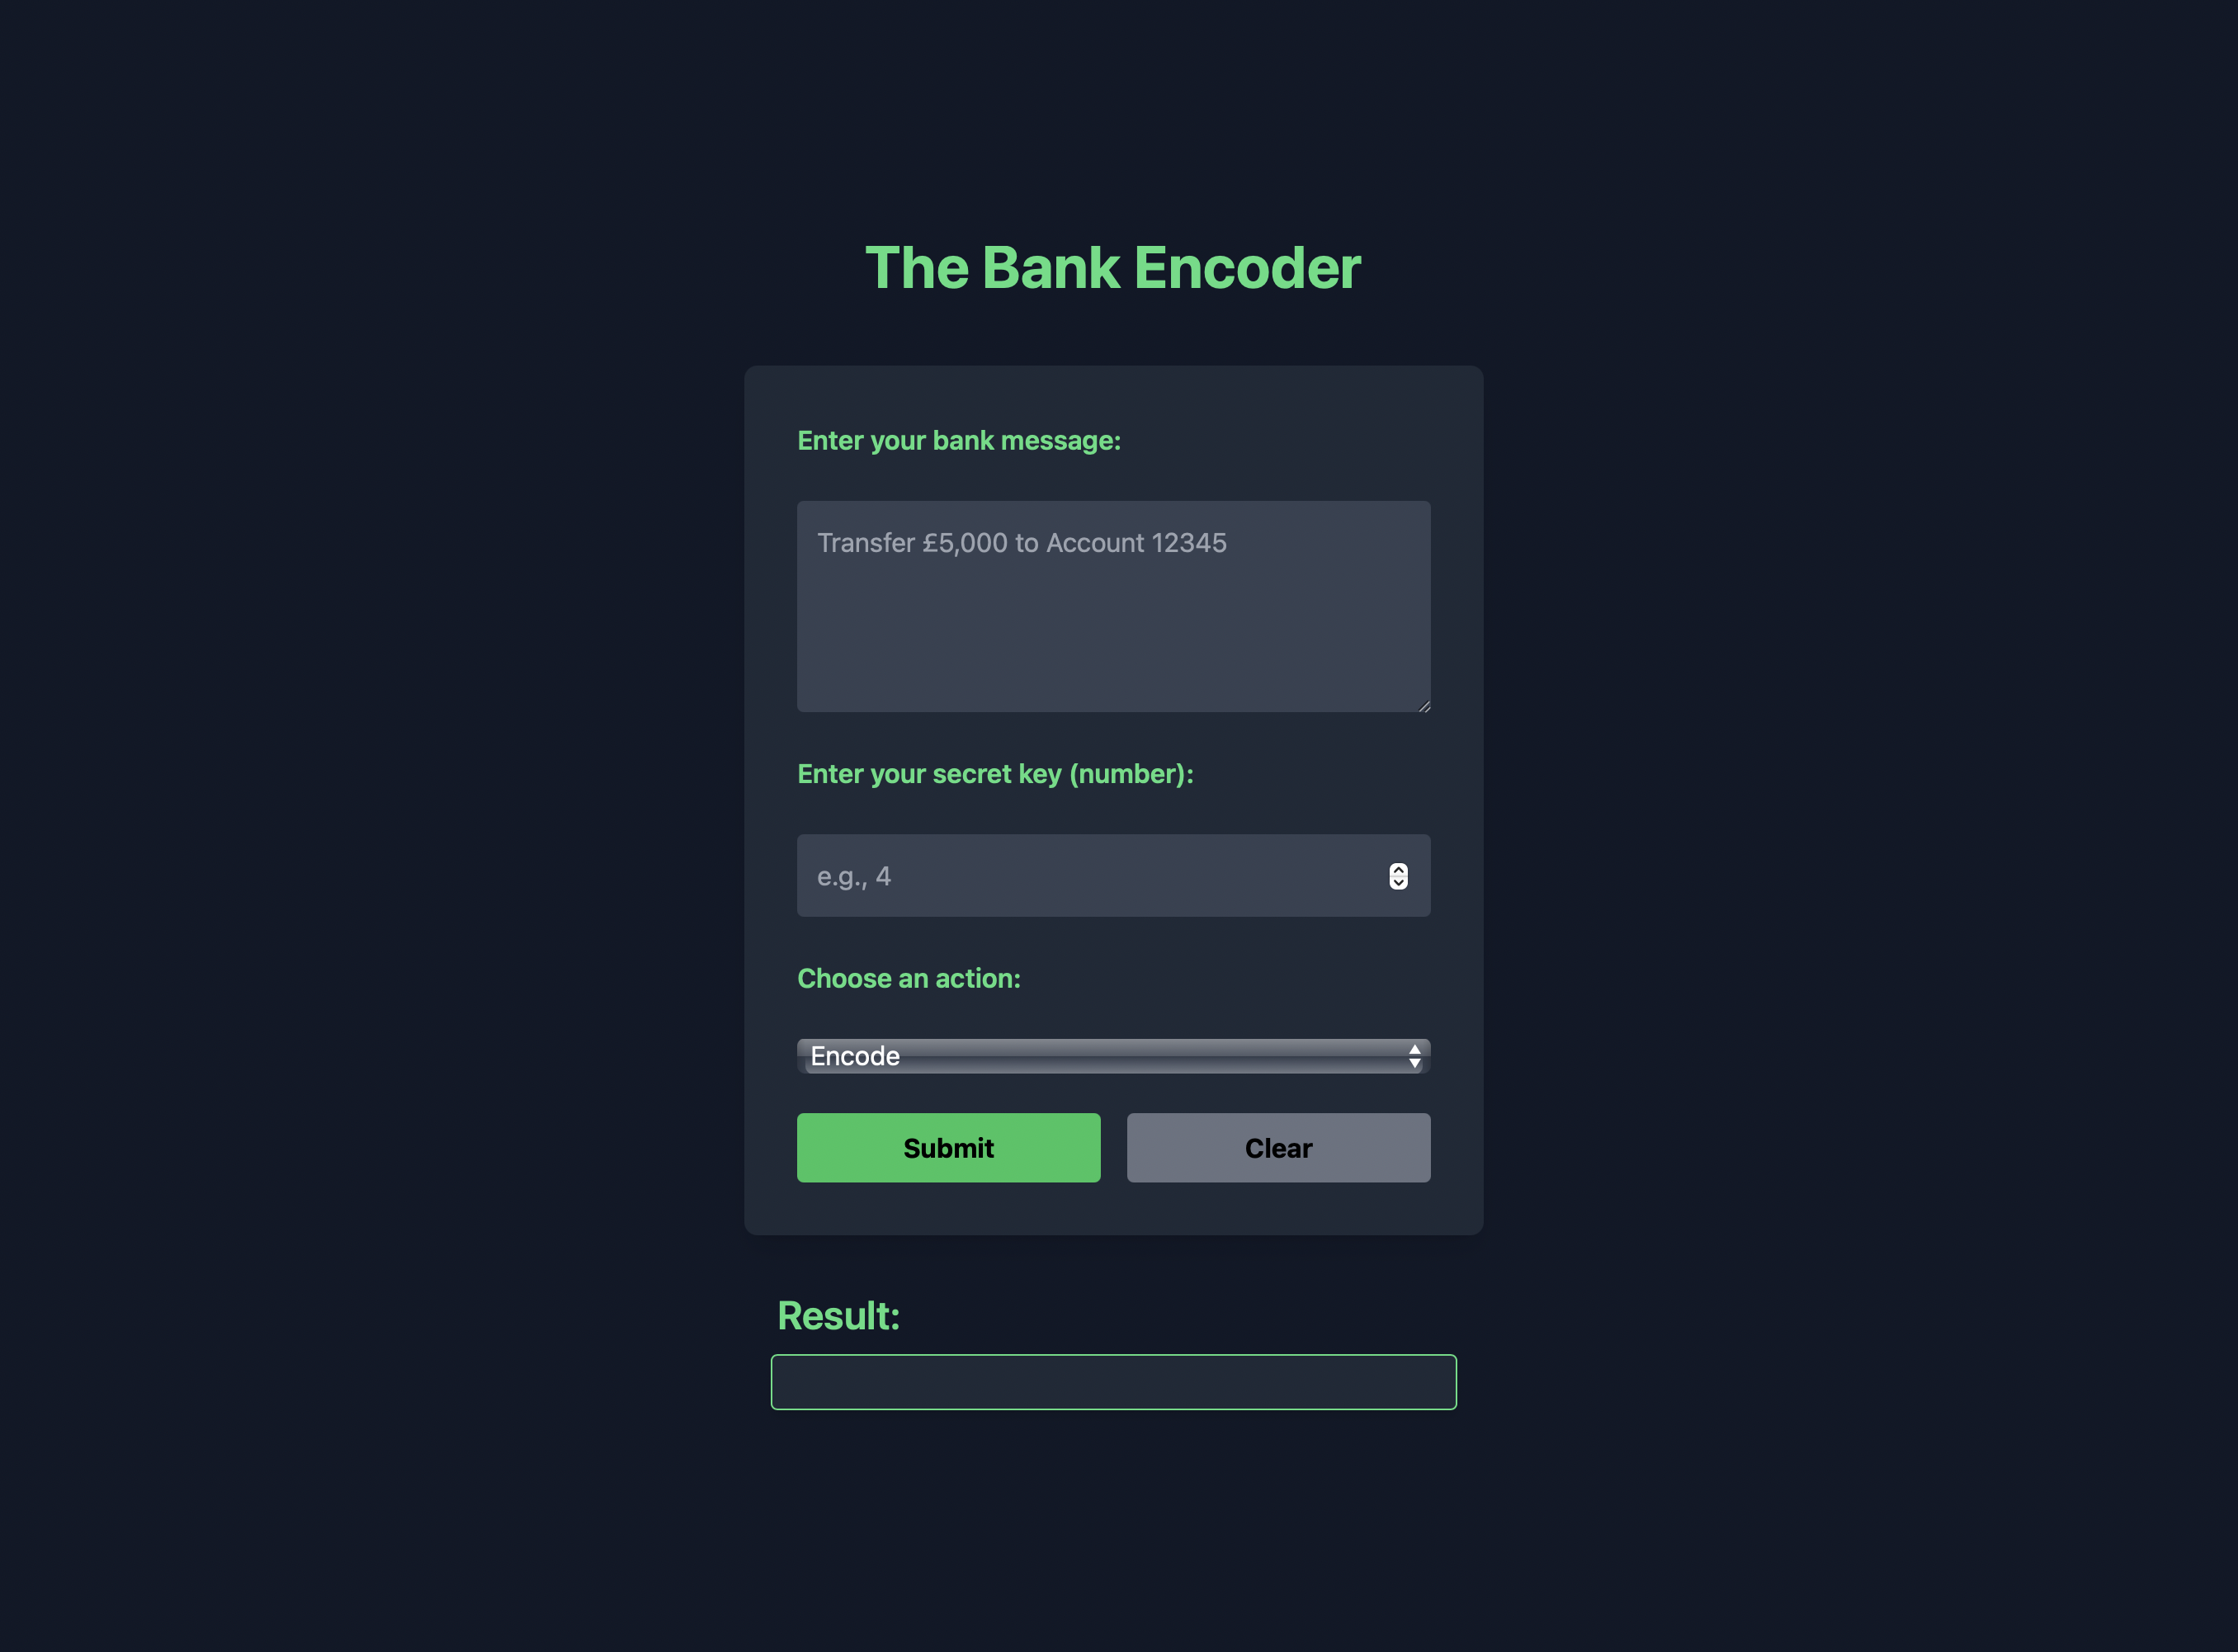 The Bank Encoder
Enter your bank message:
Transfer £5,000 to Account 12345
Enter your secret key (number):
e.g., 4
Choose an action:
Encode
Submit Clear
Result: